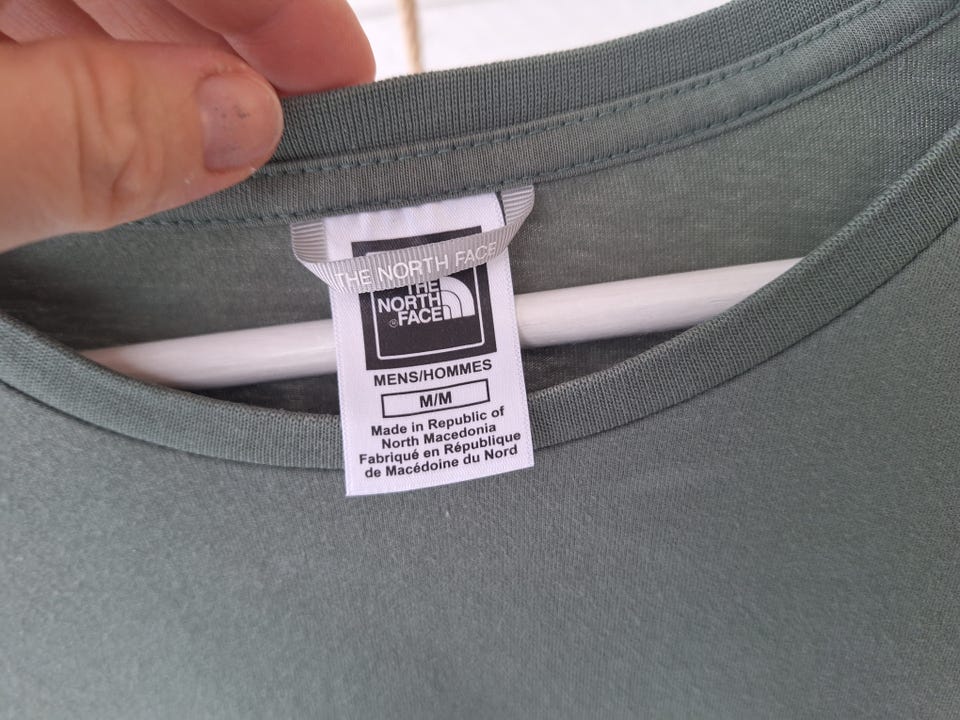 THE NORTH FACE
THE
NORTH
FACE
MENS/HOMMES
M/M
Made in Republic of
North Macedonia
Fabriqué en République
de Macédoine du Nord